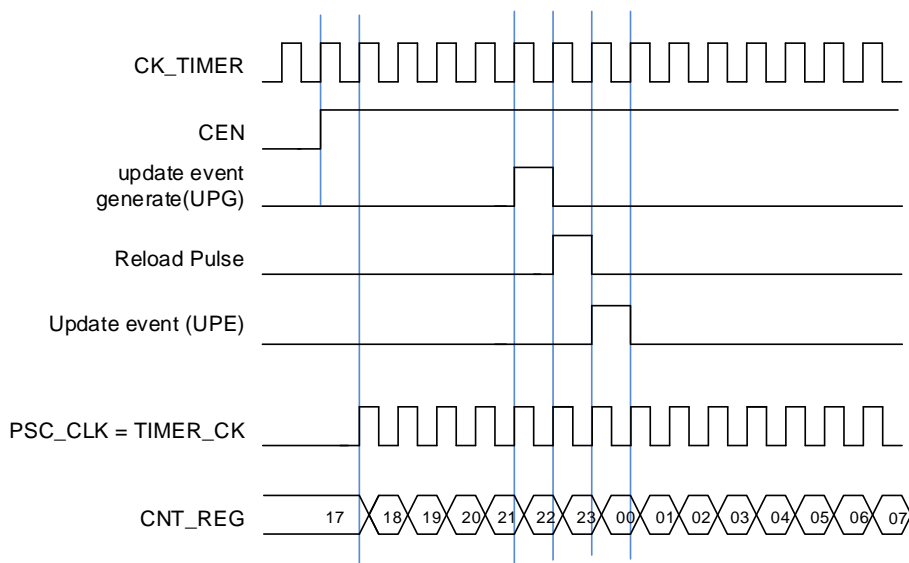 CK_TIMER
CEN
update event
generate(UPG)
Reload Pulse
Update event (UPE)
PSC_CLK = TIMER_CK
CNT_REG 17 18 19 20 21 22 23 00 01 02 03 04 05 06 07